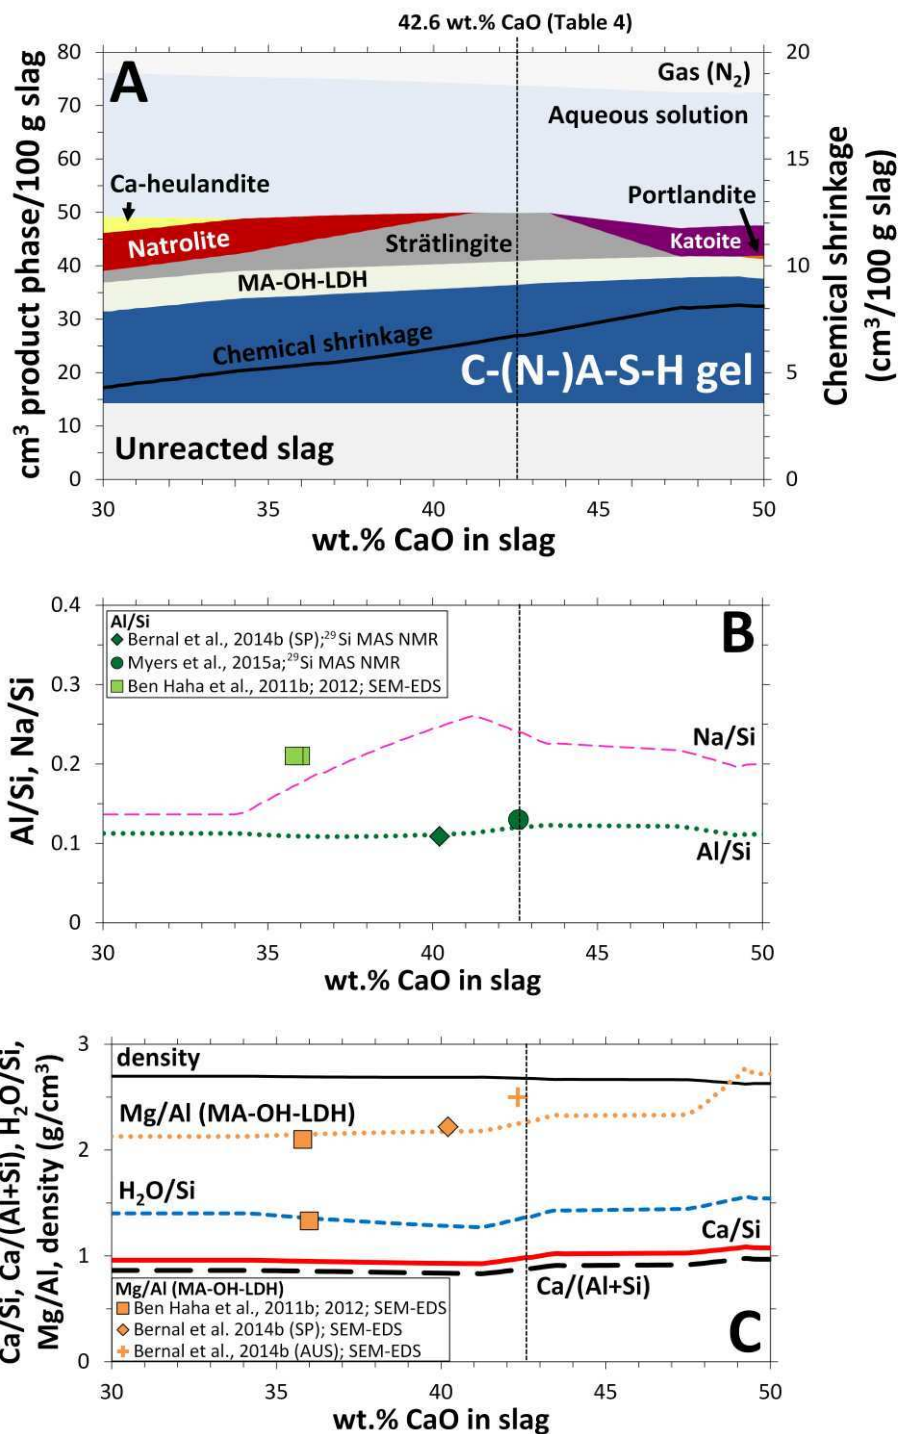 42.6 wt.% CaO (Table 4)
cm³ product phase/100 g slag
80
70
60
50
40
30
20
10
0
A
Gas (N₂)
Aqueous solution
Ca-heulandite
Portlandite
Natrolite
Strätlingite
Katoite
MA-OH-LDH
Chemical shrinkage
C-(N-)A-S-H gel
Unreacted slag
20
15
10
5
0
Chemical shrinkage
(cm³/100 g slag)
30
35
40
45
50
wt.% CaO in slag
Al/Si, Na/Si
0.4
0.3
0.2
0.1
0
Al/Si
Bernal et al., 2014b (SP);²⁹Si MAS NMR
Myers et al., 2015a;²⁹Si MAS NMR
Ben Haha et al., 2011b; 2012; SEM-EDS
B
Na/Si
Al/Si
30
35
40
45
50
wt.% CaO in slag
Ca/Si, Ca/(Al+Si), H₂O/Si,
Mg/Al, density (g/cm³)
3
2
1
0
density
Mg/Al (MA-OH-LDH)
H₂O/Si
Ca/Si
Ca/(Al+Si)
Mg/Al (MA-OH-LDH)
Ben Haha et al., 2011b; 2012; SEM-EDS
Bernal et al. 2014b (SP); SEM-EDS
Bernal et al., 2014b (AUS); SEM-EDS
C
30
35
40
45
50
wt.% CaO in slag